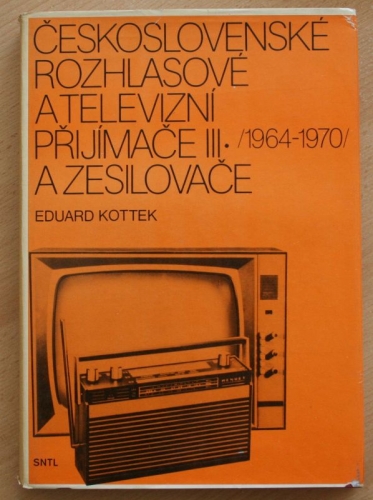 ČESKOSLOVENSKÉ
ROZHLASOVÉ
A TELEVIZNÍ
PŘIJÍMAČE III. /1964-1970/
A ZESILOVAČE
EDUARD KOTTEK
SNTL